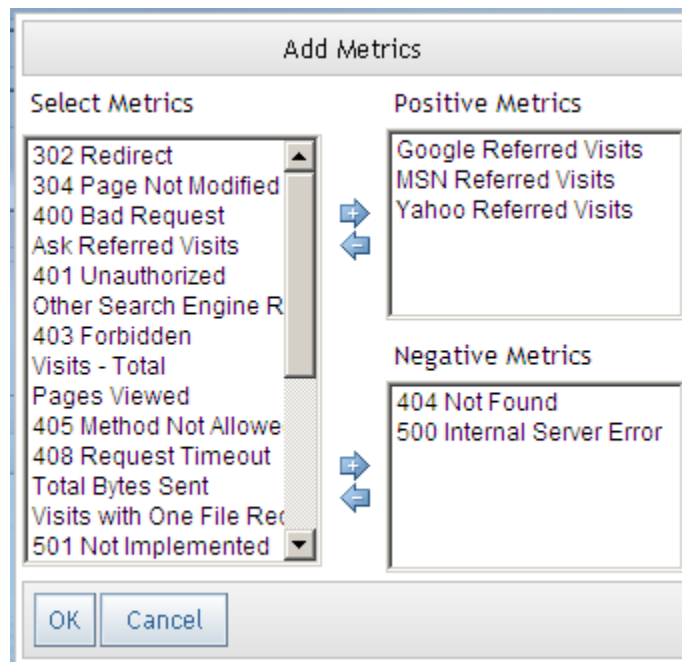 Add Metrics
Select Metrics
302 Redirect
304 Page Not Modified
400 Bad Request
Ask Referred Visits
401 Unauthorized
Other Search Engine R
403 Forbidden
Visits - Total
Pages Viewed
405 Method Not Allowe
408 Request Timeout
Total Bytes Sent
Visits with One File Rec
501 Not Implemented
Positive Metrics
Google Referred Visits
MSN Referred Visits
Yahoo Referred Visits
Negative Metrics
404 Not Found
500 Internal Server Error
OK
Cancel